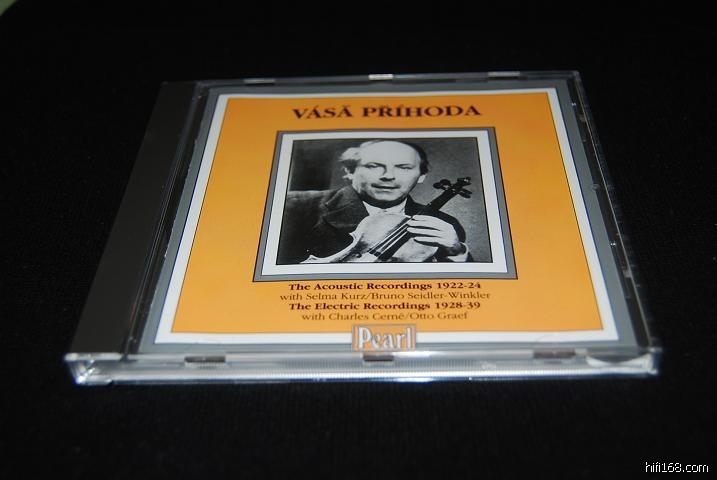 VÁSĂ PŘÍHODA
The Acoustic Recordings 1922-24
with Selma Kurz/Bruno Seidler-Winkler
The Electric Recordings 1928-39
with Charles Cerné/Otto Graef
Pearl
hifi168.com